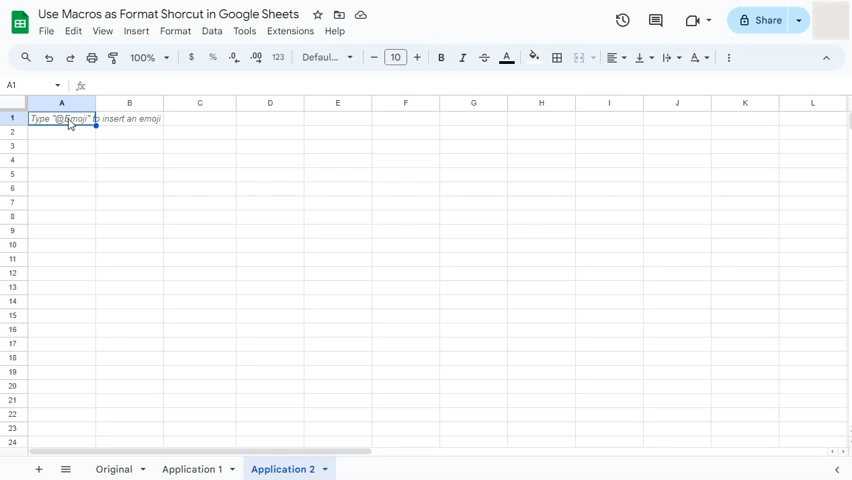 Use Macros as Format Shorcut in Google Sheets
File Edit View Insert Format Data Tools Extensions Help
Share
100% $ % .0 .00 123 Defaul... 10 B I S A
A1 fx
A B C D E F G H I J K L
1 Type "@Emoji" to insert an emoji
2
3
4
5
6
7
8
9
10
11
12
13
14
15
16
17
18
19
20
21
22
23
24
Original Application 1 Application 2